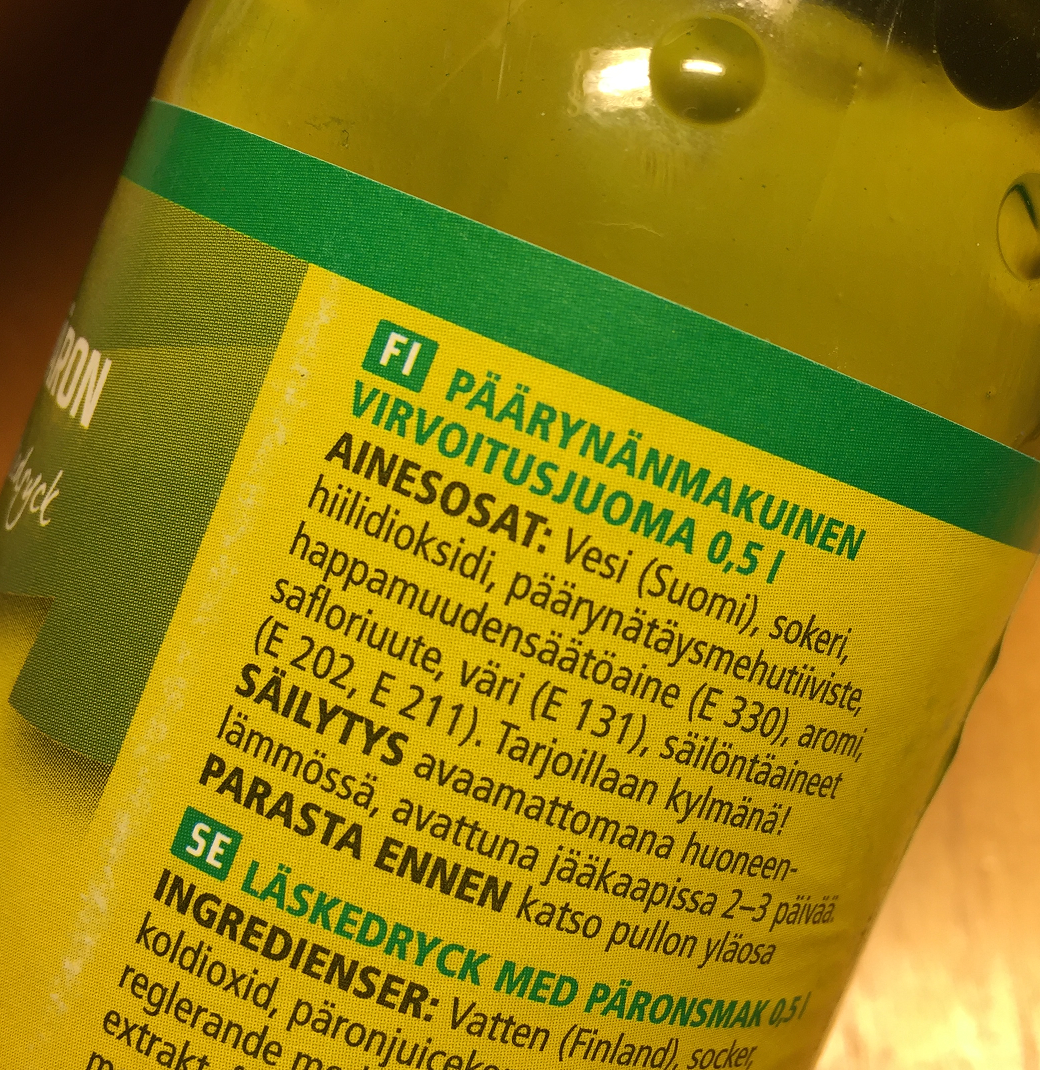 FI PÄÄRYNÄNMAKUINEN
VIRVOITUSJUOMA 0,5 l
AINESOSAT: Vesi (Suomi), sokeri,
hiilidioksidi, päärynätäysmehutiiviste,
happamuudensäätöaine (E 330), aromi,
safloriuute, väri (E 131), säilöntäaineet
(E 202, E 211). Tarjoillaan kylmänä!
SÄILYTYS avaamattomana huoneen-
lämmössä, avattuna jääkaapissa 2–3 päivää.
PARASTA ENNEN katso pullon yläosa
SE LÄSKEDRYCK MED PÄRONSMAK 0,5 l
INGREDIENSER: Vatten (Finland), socker,
koldioxid,
reglerande
extrakt,